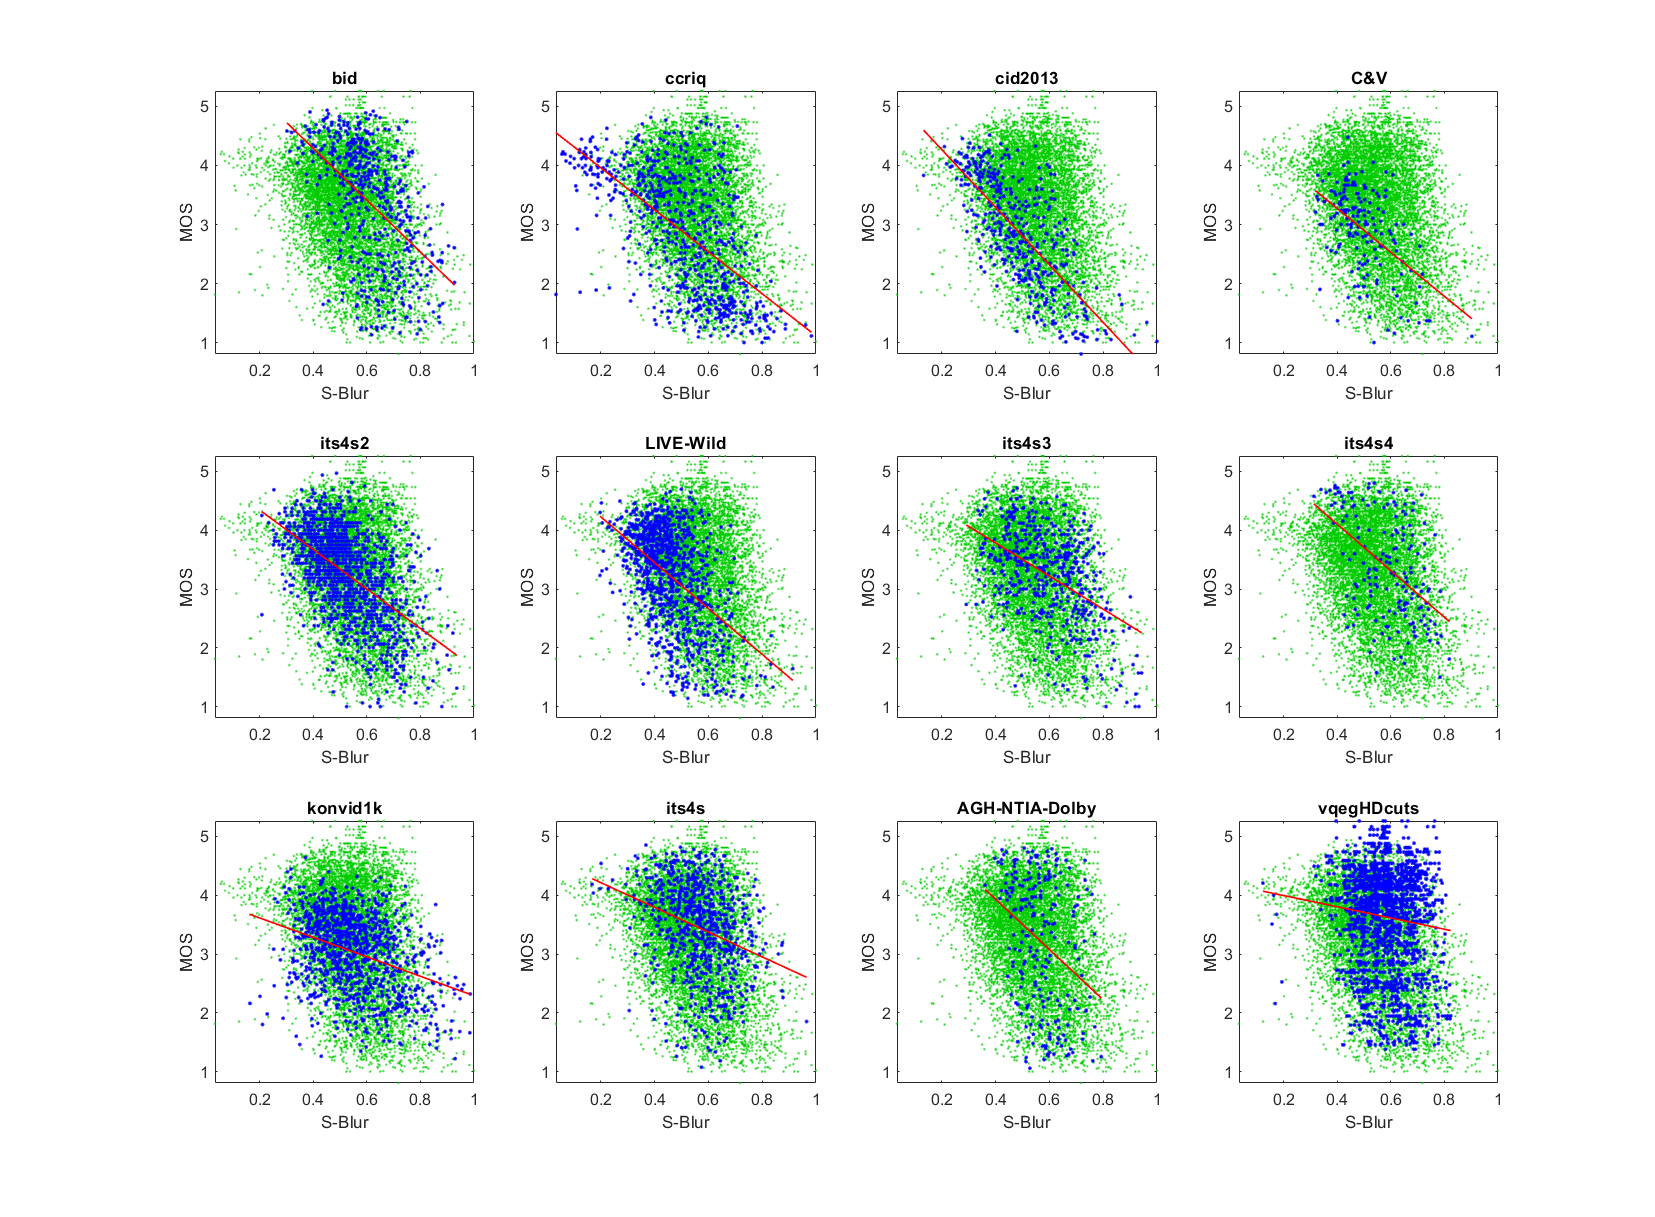 bid ccriq cid2013 C&V
5 5 5 5
4 4 4 4
3 3 3 3
2 2 2 2
1 1 1 1
MOS MOS MOS MOS
0.2 0.4 0.6 0.8 1 0.2 0.4 0.6 0.8 1 0.2 0.4 0.6 0.8 1 0.2 0.4 0.6 0.8 1
S-Blur S-Blur S-Blur S-Blur
its4s2 LIVE-Wild its4s3 its4s4
5 5 5 5
4 4 4 4
3 3 3 3
2 2 2 2
1 1 1 1
MOS MOS MOS MOS
0.2 0.4 0.6 0.8 1 0.2 0.4 0.6 0.8 1 0.2 0.4 0.6 0.8 1 0.2 0.4 0.6 0.8 1
S-Blur S-Blur S-Blur S-Blur
konvid1k its4s AGH-NTIA-Dolby vqegHDcuts
5 5 5 5
4 4 4 4
3 3 3 3
2 2 2 2
1 1 1 1
MOS MOS MOS MOS
0.2 0.4 0.6 0.8 1 0.2 0.4 0.6 0.8 1 0.2 0.4 0.6 0.8 1 0.2 0.4 0.6 0.8 1
S-Blur S-Blur S-Blur S-Blur